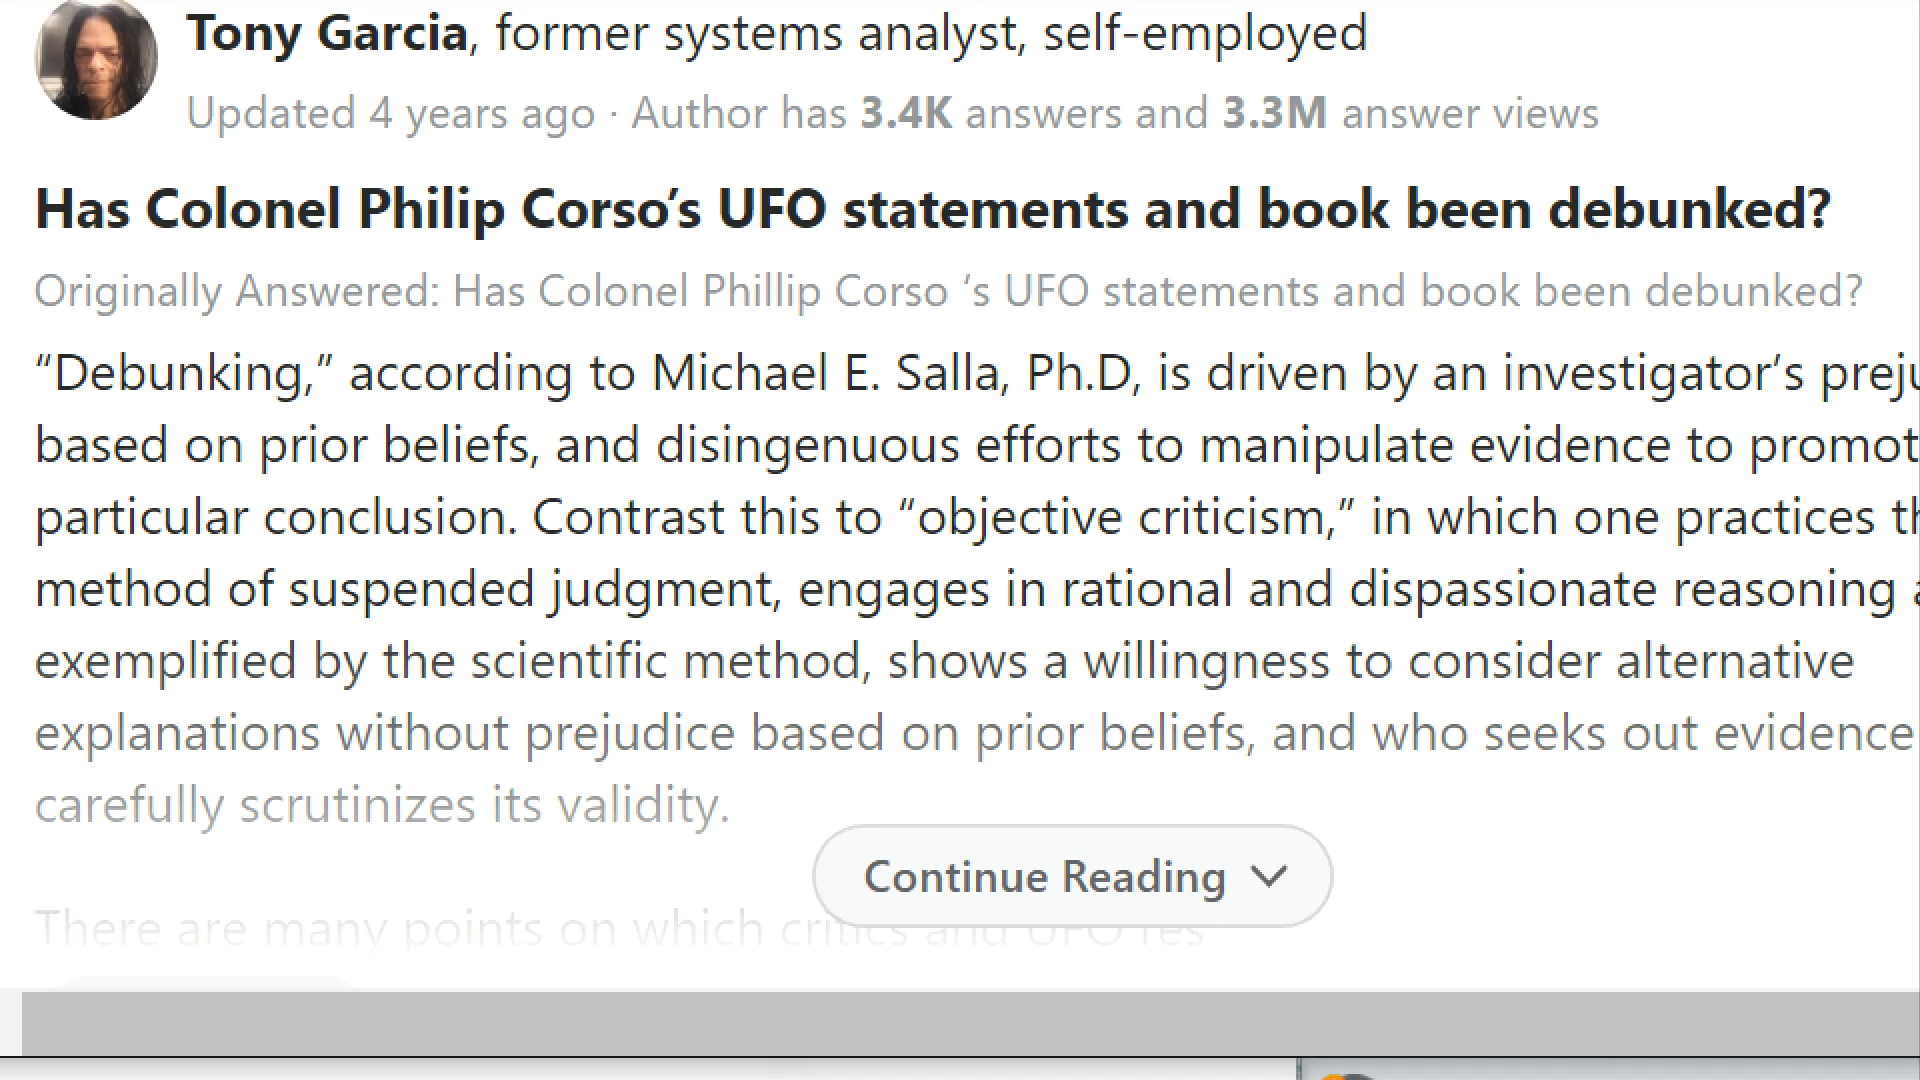 Tony Garcia, former systems analyst, self-employed
Updated 4 years ago · Author has 3.4K answers and 3.3M answer views
Has Colonel Philip Corso’s UFO statements and book been debunked?
Originally Answered: Has Colonel Phillip Corso ‘s UFO statements and book been debunked?
“Debunking,” according to Michael E. Salla, Ph.D, is driven by an investigator’s
based on prior beliefs, and disingenuous efforts to manipulate evidence to
particular conclusion. Contrast this to “objective criticism,” in which one practices
method of suspended judgment, engages in rational and dispassionate reasoning
exemplified by the scientific method, shows a willingness to consider alternative
explanations without prejudice based on prior beliefs, and who seeks out evidence
carefully scrutinizes its validity.
Continue Reading
There are many points on which critics and UFO res